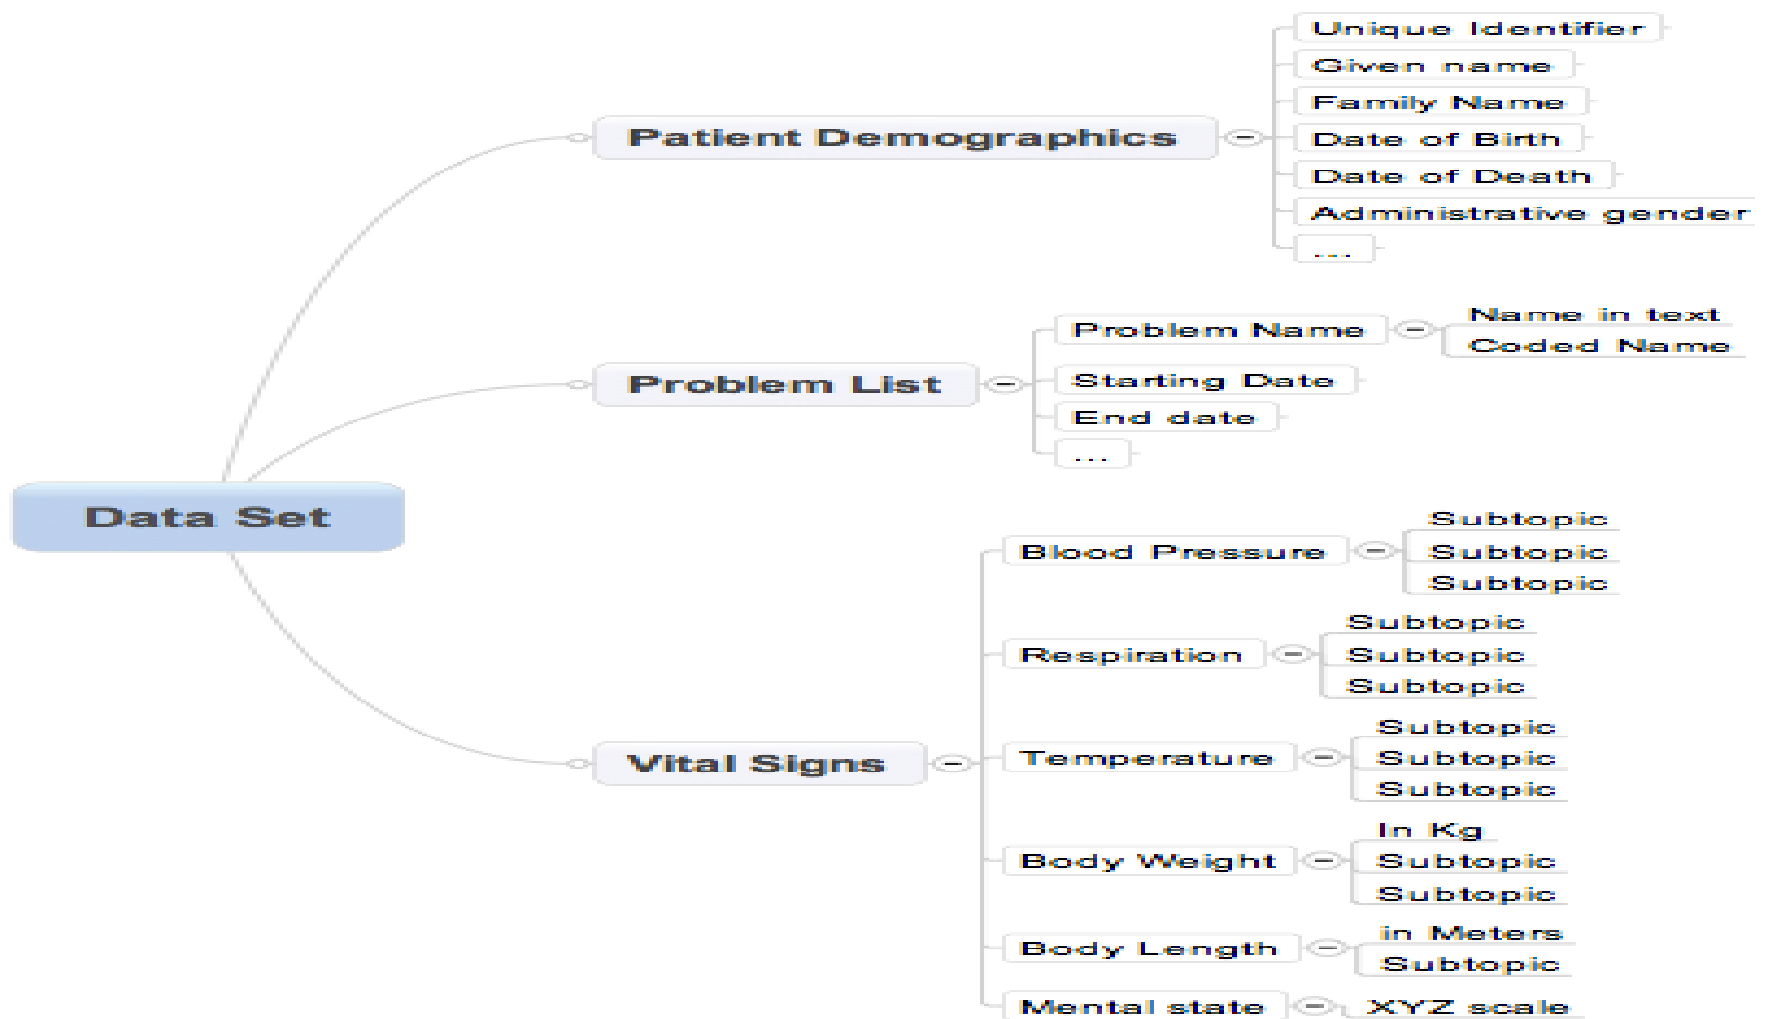 Unique Identifier
Given name
Family Name
Patient Demographics
Date of Birth
Date of Death
Administrative gender
...
Name in text
Problem Name
Coded Name
Problem List
Starting Date
End date
...
Data Set
Subtopic
Blood Pressure
Subtopic
Subtopic
Subtopic
Respiration
Subtopic
Subtopic
Vital Signs
Subtopic
Temperature
Subtopic
Subtopic
In Kg
Body Weight
Subtopic
Subtopic
in Meters
Body Length
Subtopic
Mental state
XYZ scale